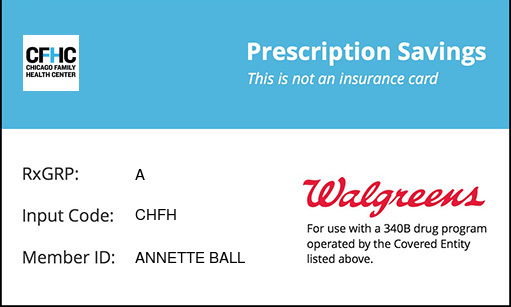 CFHC
CHICAGO FAMILY
HEALTH CENTER
Prescription Savings
This is not an insurance card
RxGRP: A
Input Code: CHFH
Member ID: ANNETTE BALL
Walgreens
For use with a 340B drug program
operated by the Covered Entity
listed above.